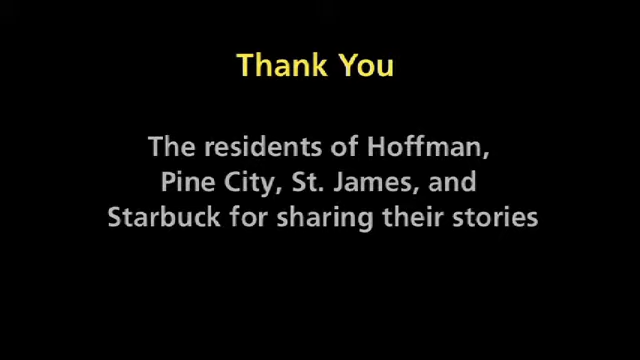 Thank You
The residents of Hoffman,
Pine City, St. James, and
Starbuck for sharing their stories